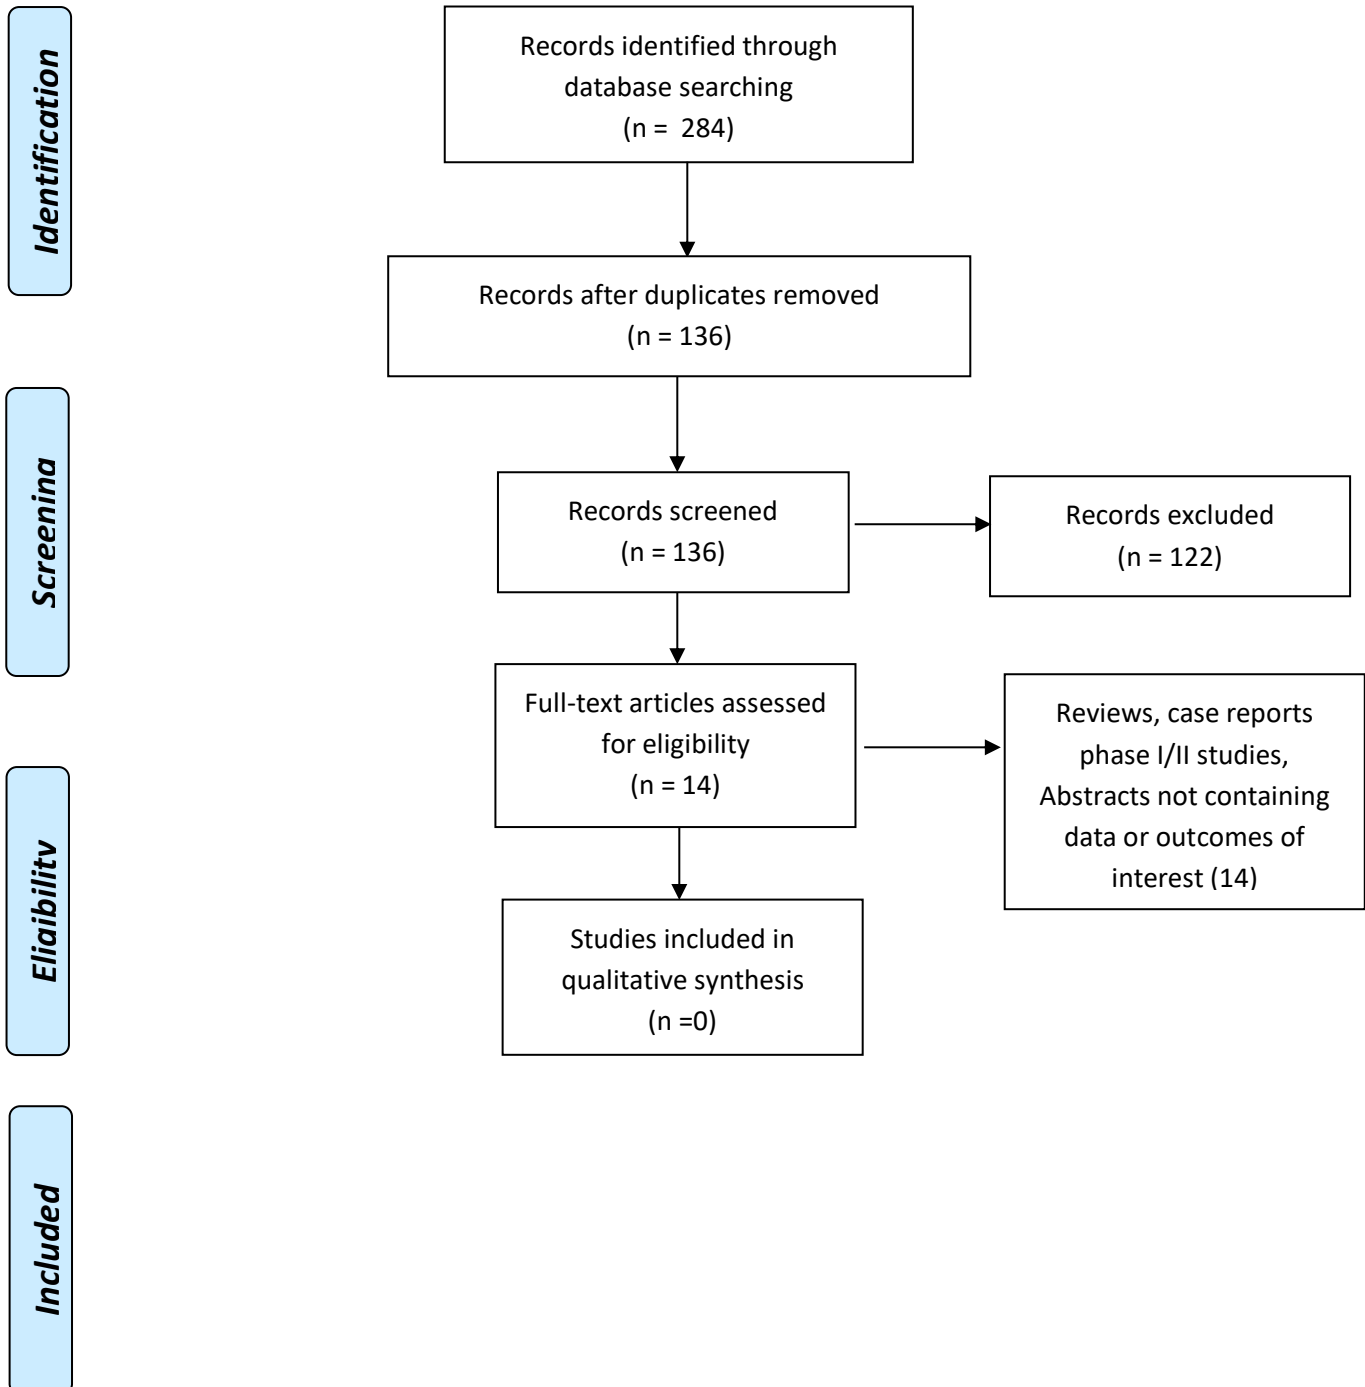 Identification
Records identified through
database searching
(n =  284)
Records after duplicates removed
(n = 136)
Screening
Records screened
(n = 136)
Records excluded
(n = 122)
Full-text articles assessed
for eligibility
(n = 14)
Reviews, case reports
phase I/II studies,
Abstracts not containing
data or outcomes of
interest (14)
Eligibility
Studies included in
qualitative synthesis
(n =0)
Included